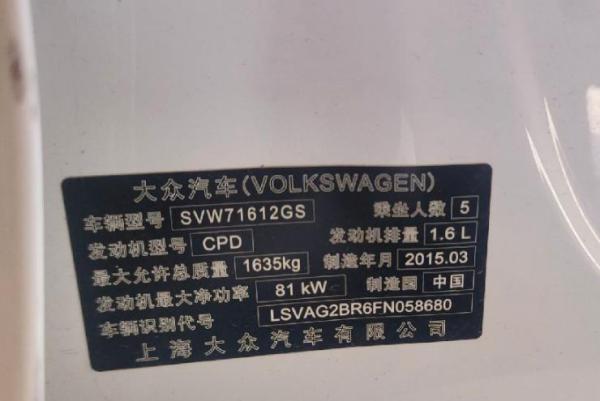 大众汽车(VOLKSWAGEN)
车辆型号 SVW71612GS 乘坐人数 5
发动机型号 CPD 发动机排量 1.6 L
最大允许总质量 1635kg 制造年月 2015.03
发动机最大净功率 81 kW 制造国 中国
车辆识别代号 LSVAG2BR6FN058680
上海大众汽车有限公司